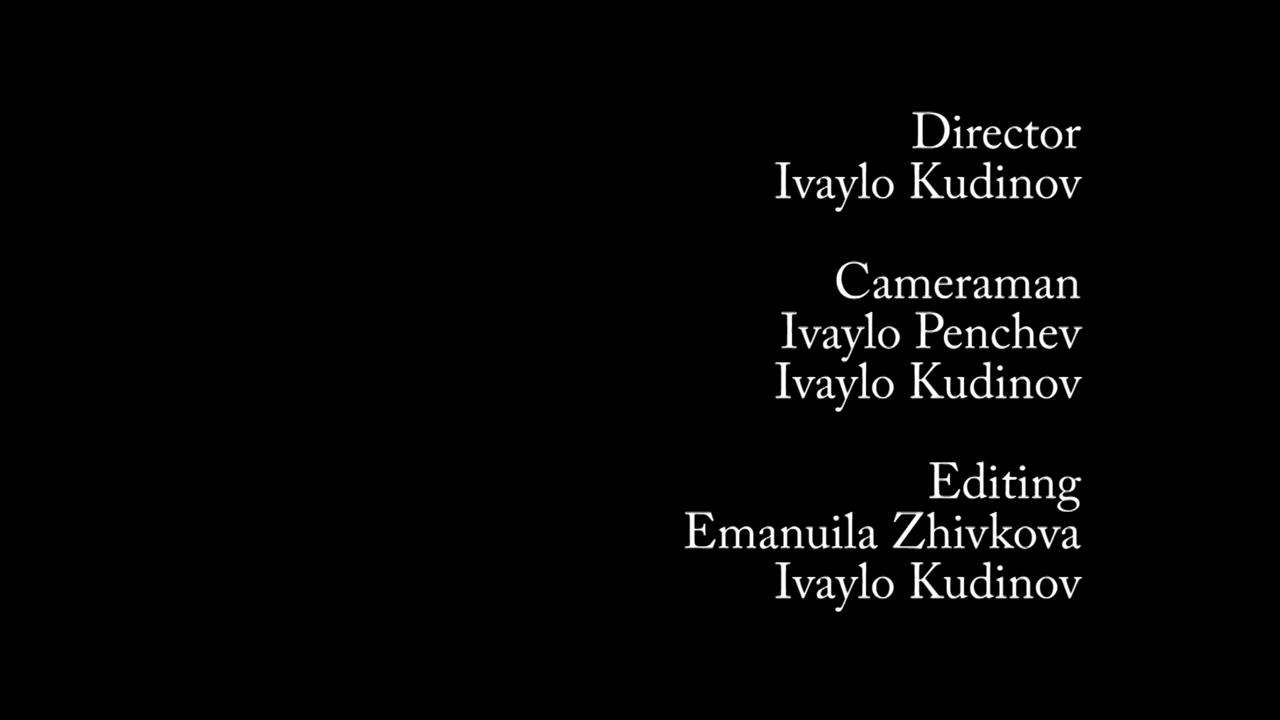 Director
Ivaylo Kudinov
Cameraman
Ivaylo Penchev
Ivaylo Kudinov
Editing
Emanuila Zhivkova
Ivaylo Kudinov